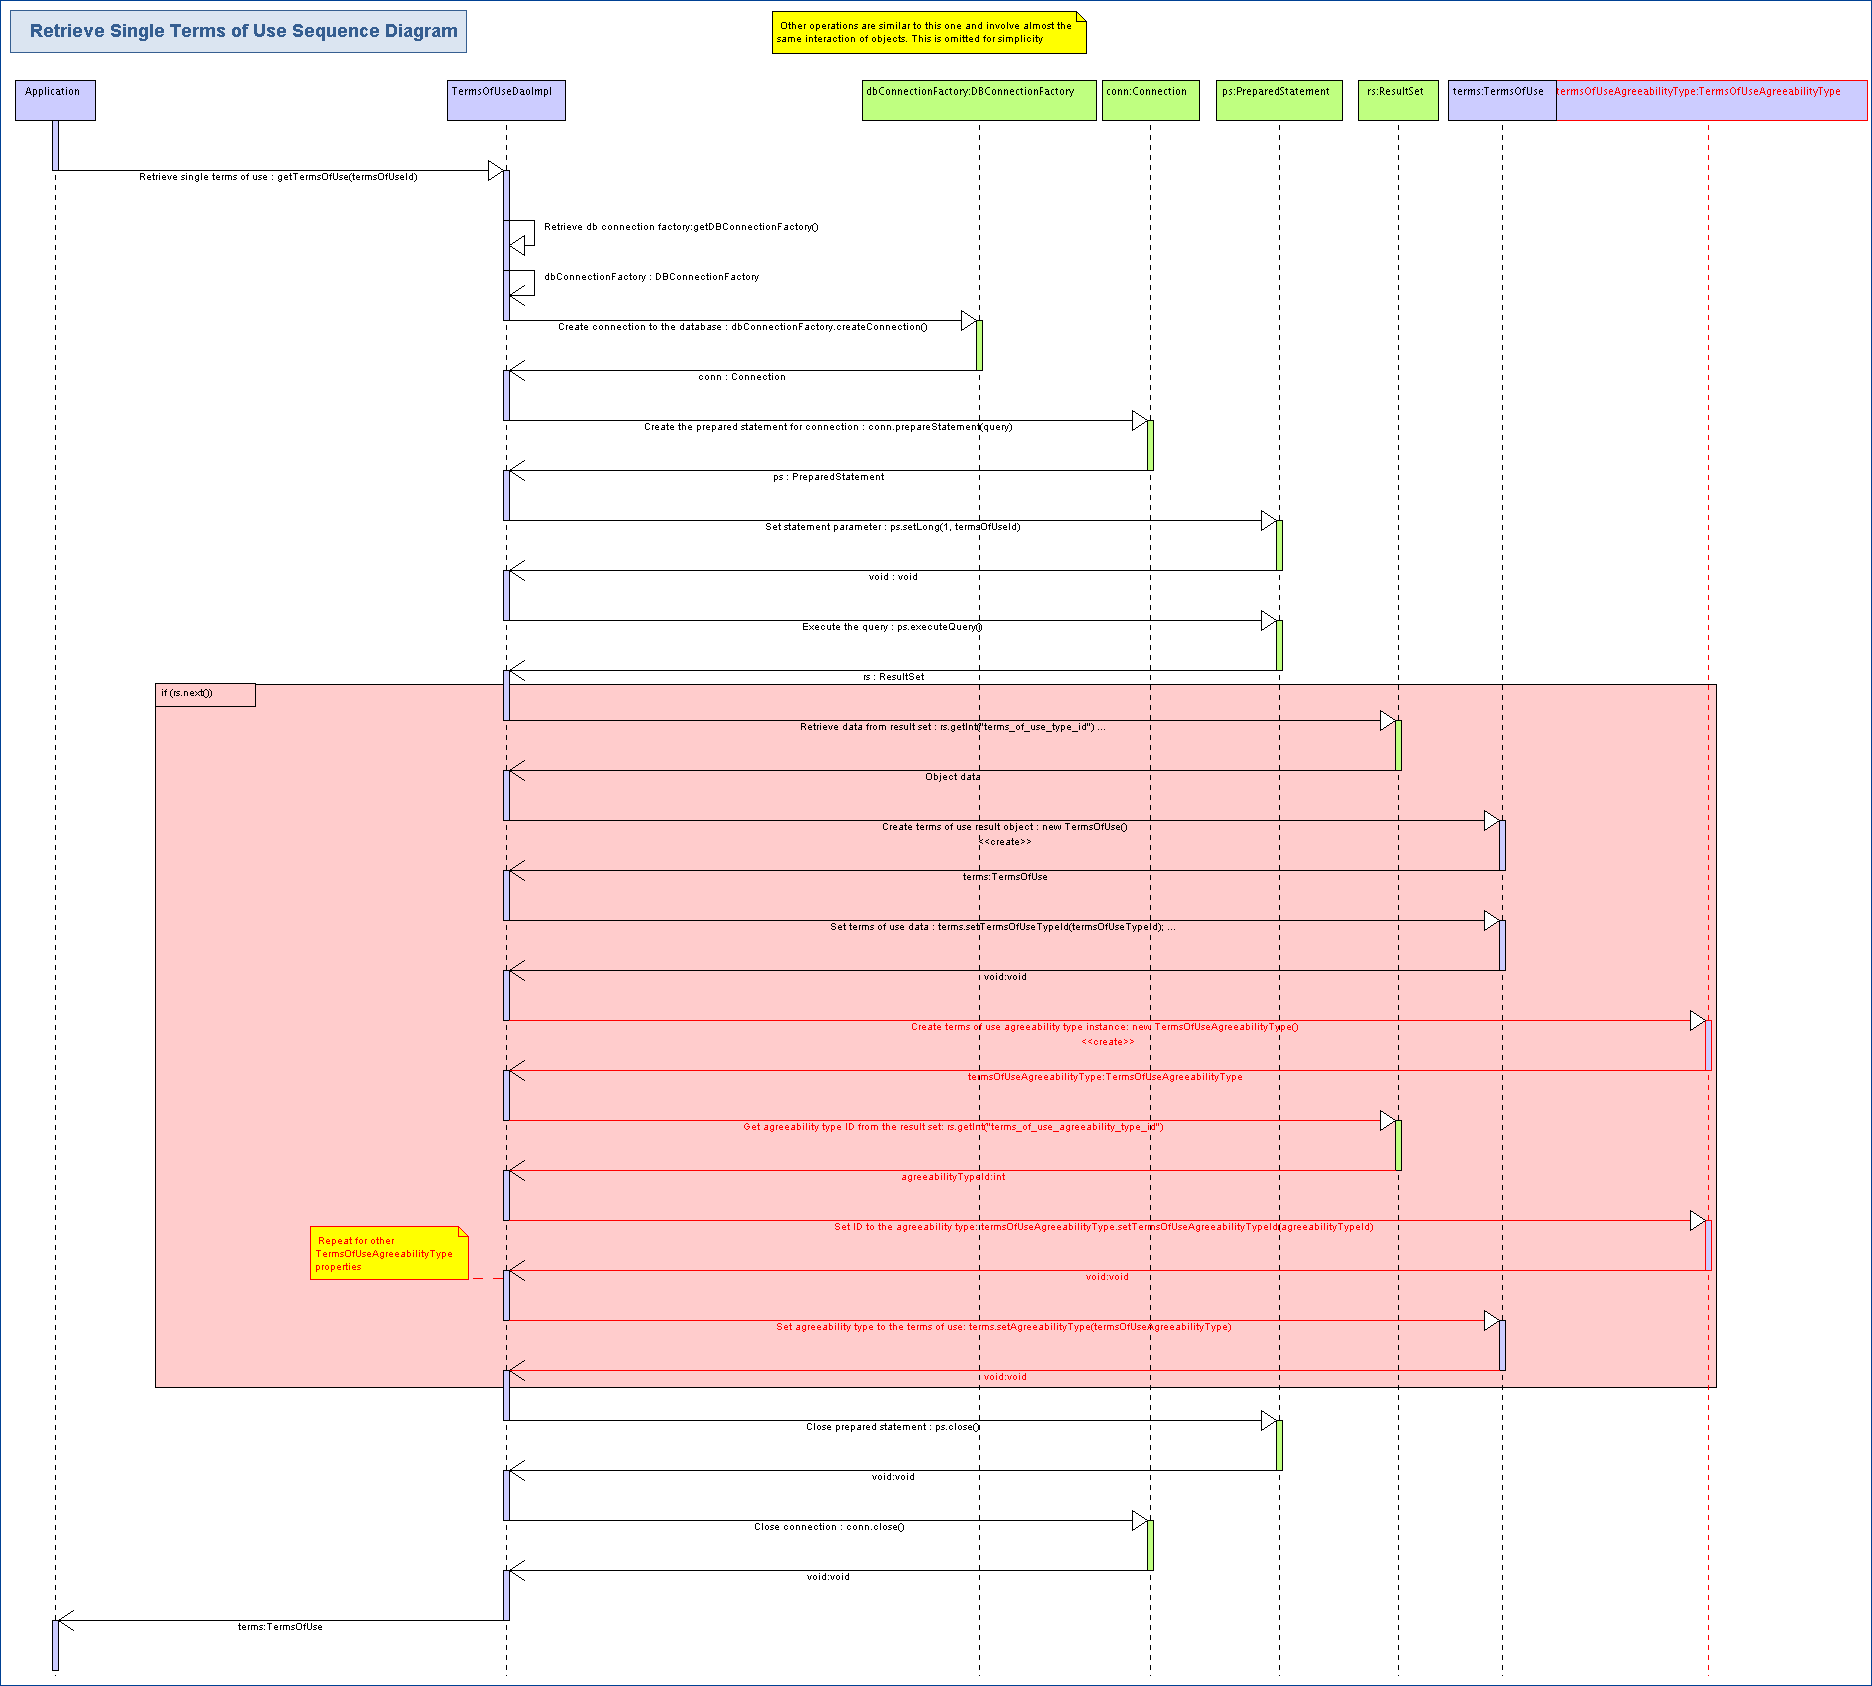 Retrieve Single Terms of Use Sequence Diagram
Other operations are similar to this one and involve almost the
same interaction of objects. This is omitted for simplicity
Application
TermsOfUseDaoImpl
dbConnectionFactory:DBConnectionFactory
conn:Connection
ps:PreparedStatement
rs:ResultSet
terms:TermsOfUse
termsOfUseAgreeabilityType:TermsOfUseAgreeabilityType
Retrieve single terms of use : getTermsOfUse(termsOfUseId)
Retrieve db connection factory:getDBConnectionFactory()
dbConnectionFactory : DBConnectionFactory
Create connection to the database : dbConnectionFactory.createConnection()
conn : Connection
Create the prepared statement for connection : conn.prepareStatement(query)
ps : PreparedStatement
Set statement parameter : ps.setLong(1, termsOfUseId)
void : void
Execute the query : ps.executeQuery()
rs : ResultSet
if (rs.next())
Retrieve data from result set : rs.getInt("terms_of_use_type_id") ...
Object data
Create terms of use result object : new TermsOfUse()
<<create>>
terms:TermsOfUse
Set terms of use data : terms.setTermsOfUseTypeId(termsOfUseTypeId); ...
void:void
Create terms of use agreeability type instance: new TermsOfUseAgreeabilityType()
<<create>>
termsOfUseAgreeabilityType:TermsOfUseAgreeabilityType
Get agreeability type ID from the result set: rs.getInt("terms_of_use_agreeability_type_id")
agreeabilityTypeId:int
Set ID to the agreeability type: termsOfUseAgreeabilityType.setTermsOfUseAgreeabilityTypeId(agreeabilityTypeId)
Repeat for other
TermsOfUseAgreeabilityType
properties
void:void
Set agreeability type to the terms of use: terms.setAgreeabilityType(termsOfUseAgreeabilityType)
void:void
Close prepared statement : ps.close()
void:void
Close connection : conn.close()
void:void
terms:TermsOfUse